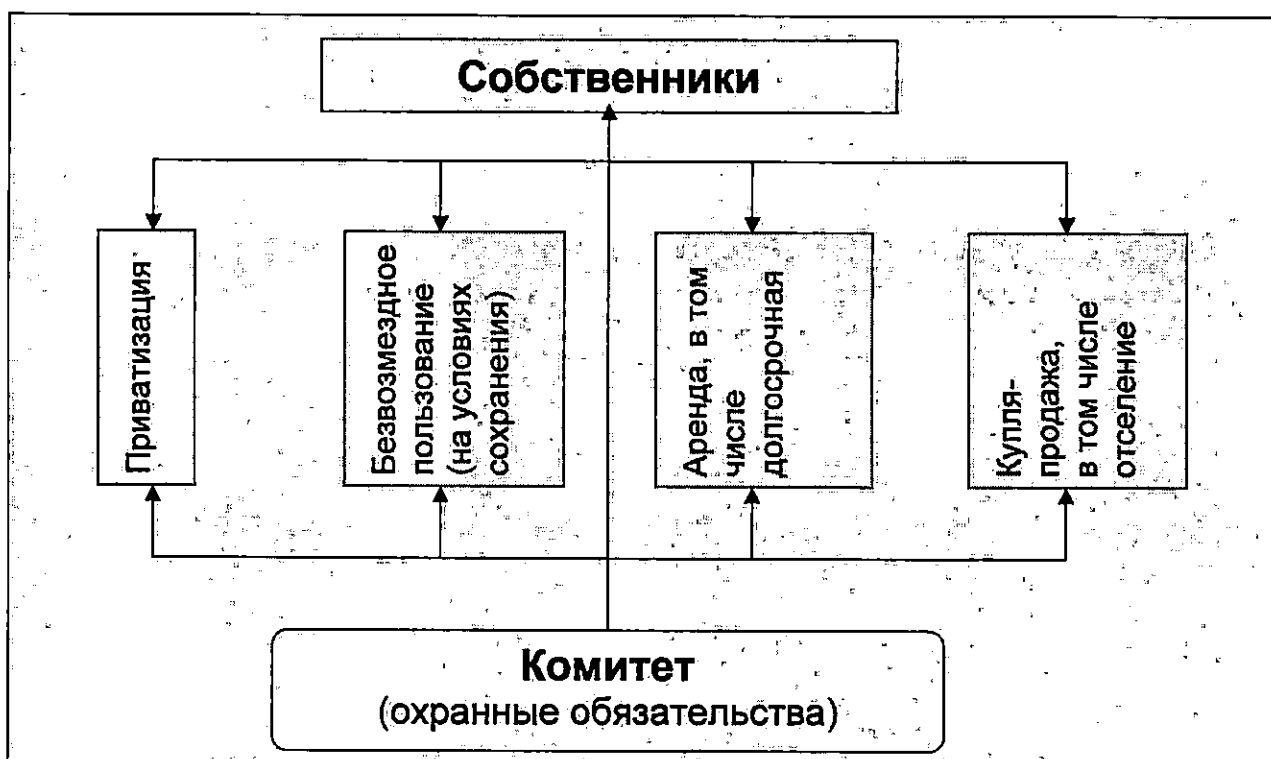 Собственники
Приватизация
Безвозмездное
пользование
(на условиях
сохранения)
Аренда, в том
числе
долгосрочная
Купля-
продажа,
в том числе
отселение
Комитет
(охранные обязательства)